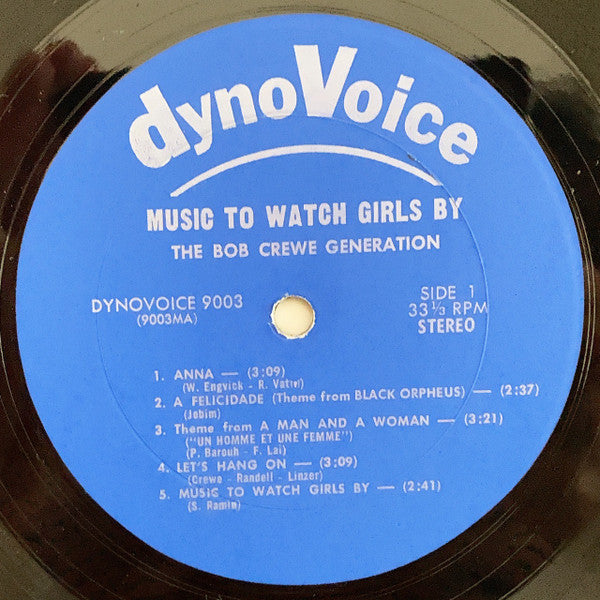 dynoVoice
MUSIC TO WATCH GIRLS BY
THE BOB CREWE GENERATION
DYNOVOICE 9003
(9003MA)
SIDE 1
33⅓ RPM
STEREO
1. ANNA — (3:09)
(W. Engvick - R. Vatro)
2. A FELICIDADE (Theme from BLACK ORPHEUS) — (2:37)
(Jobim)
3. Theme from A MAN AND A WOMAN — (3:21)
("UN HOMME ET UNE FEMME")
(P. Barouh - F. Lai)
4. LET'S HANG ON — (3:09)
(Crewe - Randell - Linzer)
5. MUSIC TO WATCH GIRLS BY — (2:41)
(S. Ramin)